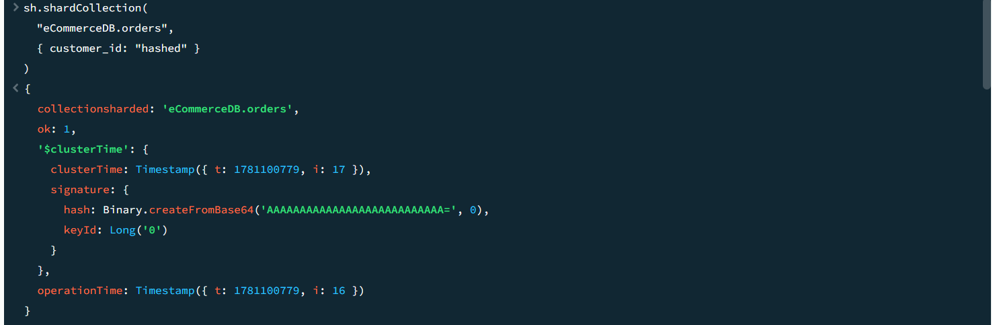 > sh.shardCollection(
"eCommerceDB.orders",
{ customer_id: "hashed" }
)
< {
collectionsharded: 'eCommerceDB.orders',
ok: 1,
'$clusterTime': {
clusterTime: Timestamp({ t: 1781100779, i: 17 }),
signature: {
hash: Binary.createFromBase64('AAAAAAAAAAAAAAAAAAAAAAAAAAA=', 0),
keyId: Long('0')
}
},
operationTime: Timestamp({ t: 1781100779, i: 16 })
}